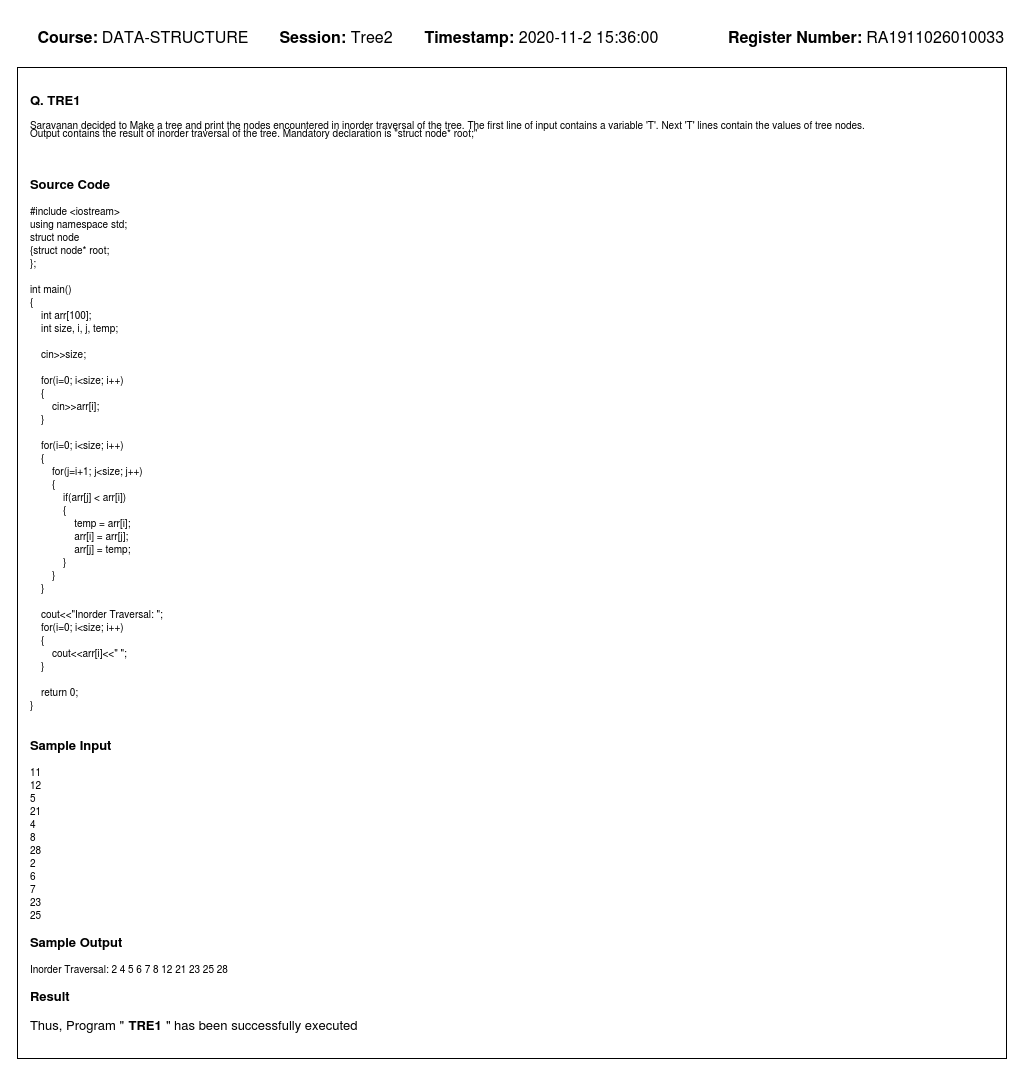 Course: DATA-STRUCTURE Session: Tree2 Timestamp: 2020-11-2 15:36:00 Register Number: RA1911026010033
Q. TRE1
Saravanan decided to Make a tree and print the nodes encountered in inorder traversal of the tree. The first line of input contains a variable 'T'. Next 'T' lines contain the values of tree nodes.
Output contains the result of inorder traversal of the tree. Mandatory declaration is "struct node* root;"
Source Code
#include <iostream>
using namespace std;
struct node
{struct node* root;
};
int main()
{
int arr[100];
int size, i, j, temp;
cin>>size;
for(i=0; i<size; i++)
{
cin>>arr[i];
}
for(i=0; i<size; i++)
{
for(j=i+1; j<size; j++)
{
if(arr[j] < arr[i])
{
temp = arr[i];
arr[i] = arr[j];
arr[j] = temp;
}
}
}
cout<<"Inorder Traversal: ";
for(i=0; i<size; i++)
{
cout<<arr[i]<<" ";
}
return 0;
}
Sample Input
11
12
5
21
4
8
28
2
6
7
23
25
Sample Output
Inorder Traversal: 2 4 5 6 7 8 12 21 23 25 28
Result
Thus, Program " TRE1 " has been successfully executed